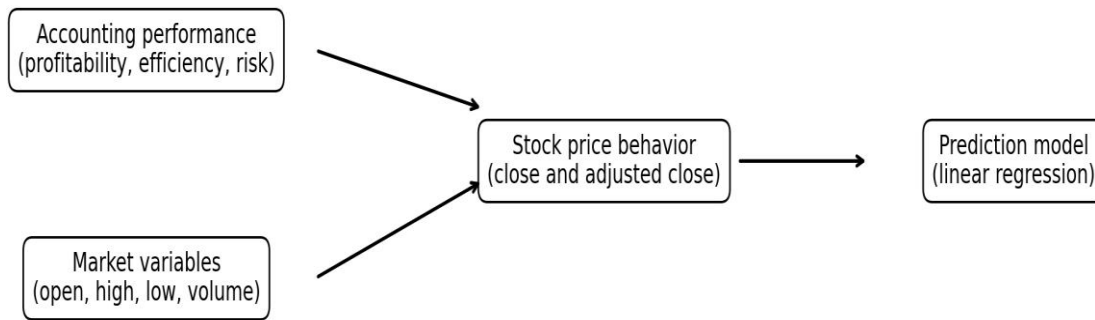 Accounting performance
(profitability, efficiency, risk)
Stock price behavior
(close and adjusted close)
Prediction model
(linear regression)
Market variables
(open, high, low, volume)